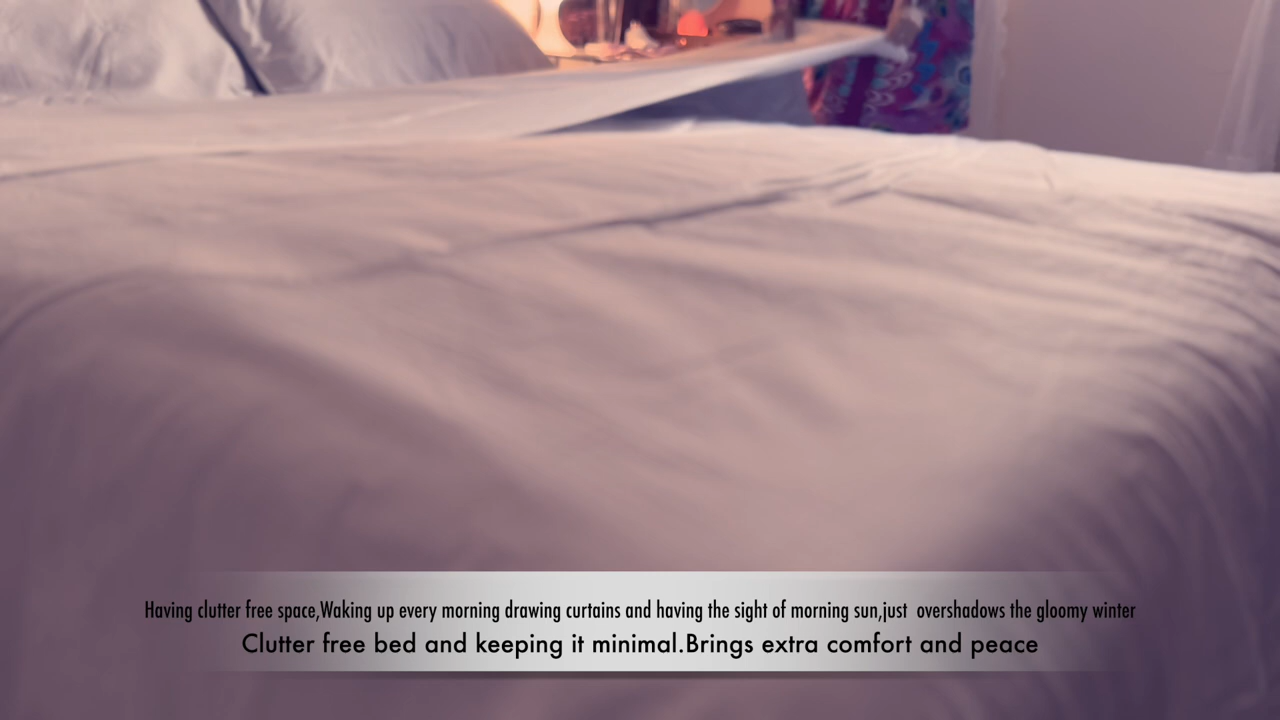 Having clutter free space,Waking up every morning drawing curtains and having the sight of morning sun,just  overshadows the gloomy winter
Clutter free bed and keeping it minimal.Brings extra comfort and peace